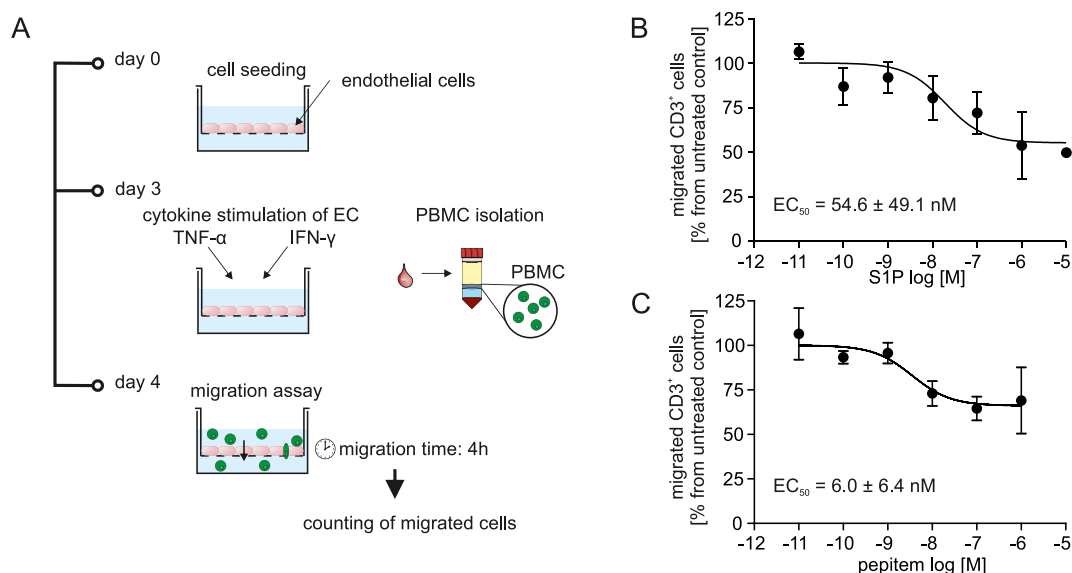 A
day 0
cell seeding
endothelial cells
day 3
cytokine stimulation of EC
TNF-α IFN-γ
PBMC isolation
PBMC
day 4
migration assay
migration time: 4h
counting of migrated cells
B
migrated CD3⁺ cells
[% from untreated control]
125
100
75
50
25
0
EC₅₀ = 54.6 ± 49.1 nM
-12 -11 -10 -9 -8 -7 -6 -5
S1P log [M]
C
migrated CD3⁺ cells
[% from untreated control]
125
100
75
50
25
0
EC₅₀ = 6.0 ± 6.4 nM
-12 -11 -10 -9 -8 -7 -6 -5
pepitem log [M]